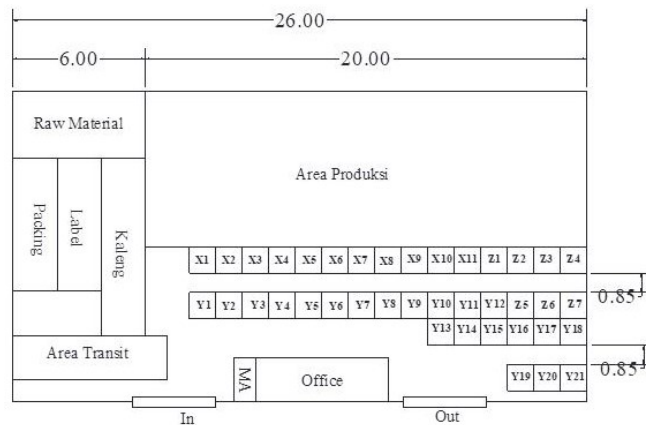 26.00
6.00 20.00
Raw Material
Area Produksi
Packing Label Kaleng
X1 X2 X3 X4 X5 X6 X7 X8 X9 X10 X11 Z1 Z2 Z3 Z4
0.85
Y1 Y2 Y3 Y4 Y5 Y6 Y7 Y8 Y9 Y10 Y11 Y12 Z5 Z6 Z7
Y13 Y14 Y15 Y16 Y17 Y18
Area Transit
0.85
MA Office
Y19 Y20 Y21
In Out